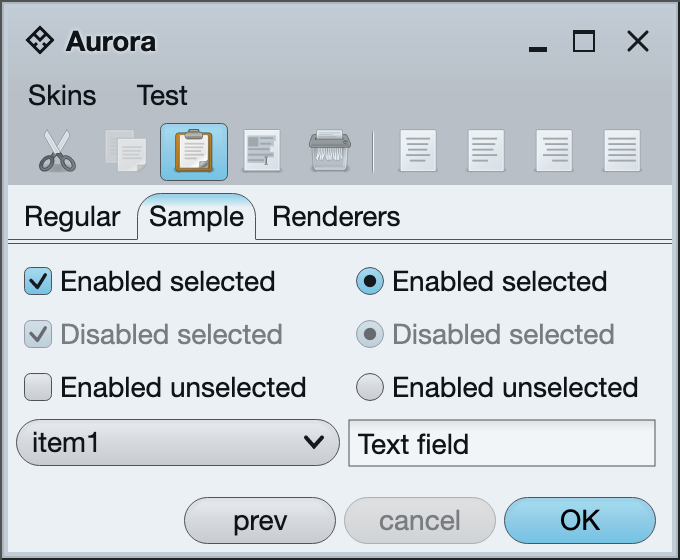 Aurora
Skins Test
Regular Sample Renderers
Enabled selected Enabled selected
Disabled selected Disabled selected
Enabled unselected Enabled unselected
item1 Text field
prev cancel OK